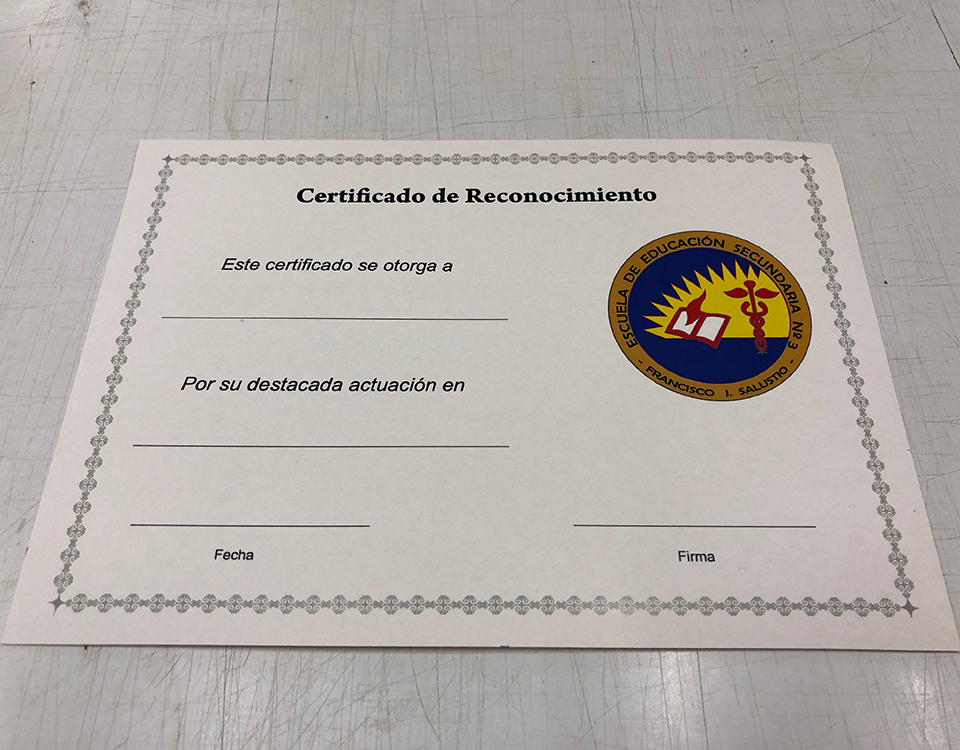 Certificado de Reconocimiento
Este certificado se otorga a
ESCUELA DE EDUCACIÓN SECUNDARIA Nº 3
- FRANCISCO J. SALUSTIO -
Por su destacada actuación en
Fecha
Firma